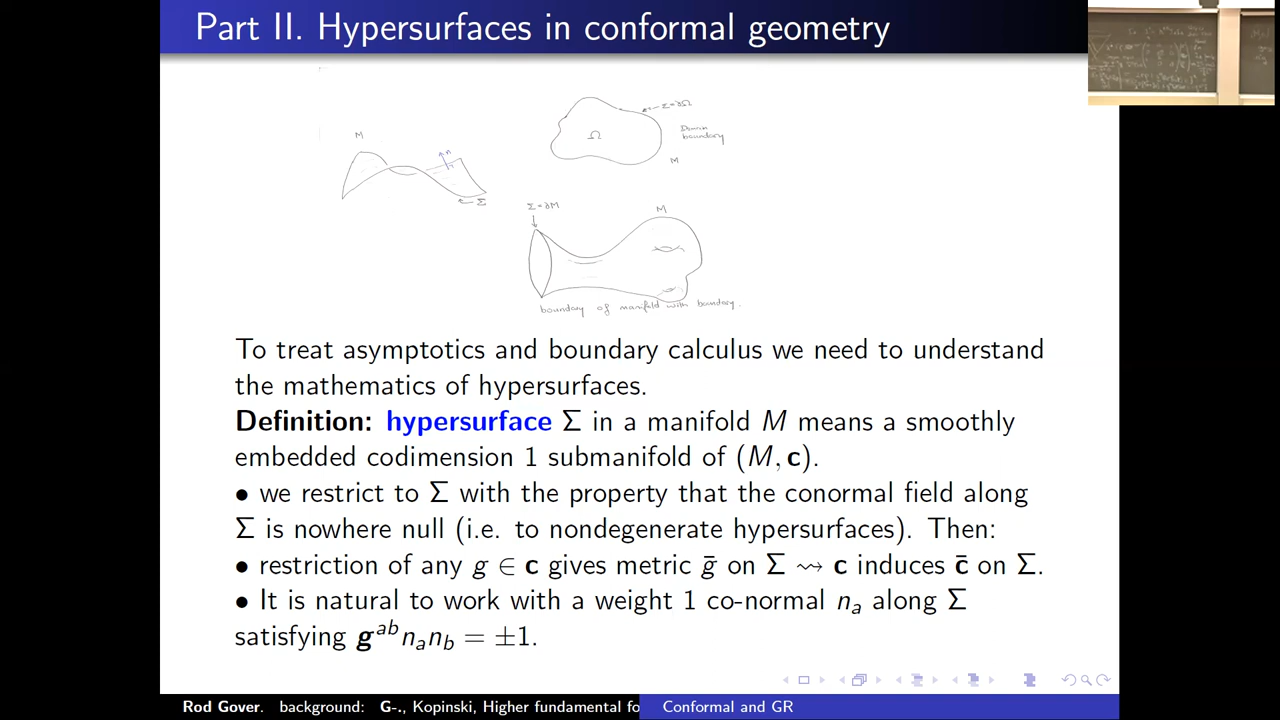 Part II. Hypersurfaces in conformal geometry
M
n
Σ
Ω
Σ=∂Ω
Domain
boundary
M
Σ=∂M
M
boundary of manifold with boundary.
To treat asymptotics and boundary calculus we need to understand
the mathematics of hypersurfaces.
Definition: hypersurface Σ in a manifold M means a smoothly
embedded codimension 1 submanifold of (M, c).
• we restrict to Σ with the property that the conormal field along
Σ is nowhere null (i.e. to nondegenerate hypersurfaces). Then:
• restriction of any g ∈ c gives metric ḡ on Σ ⇝ c induces c̄ on Σ.
• It is natural to work with a weight 1 co-normal nₐ along Σ
satisfying g^{ab}n_a n_b = ±1.
Rod Gover. background: G-., Kopinski, Higher fundamental fo
Conformal and GR